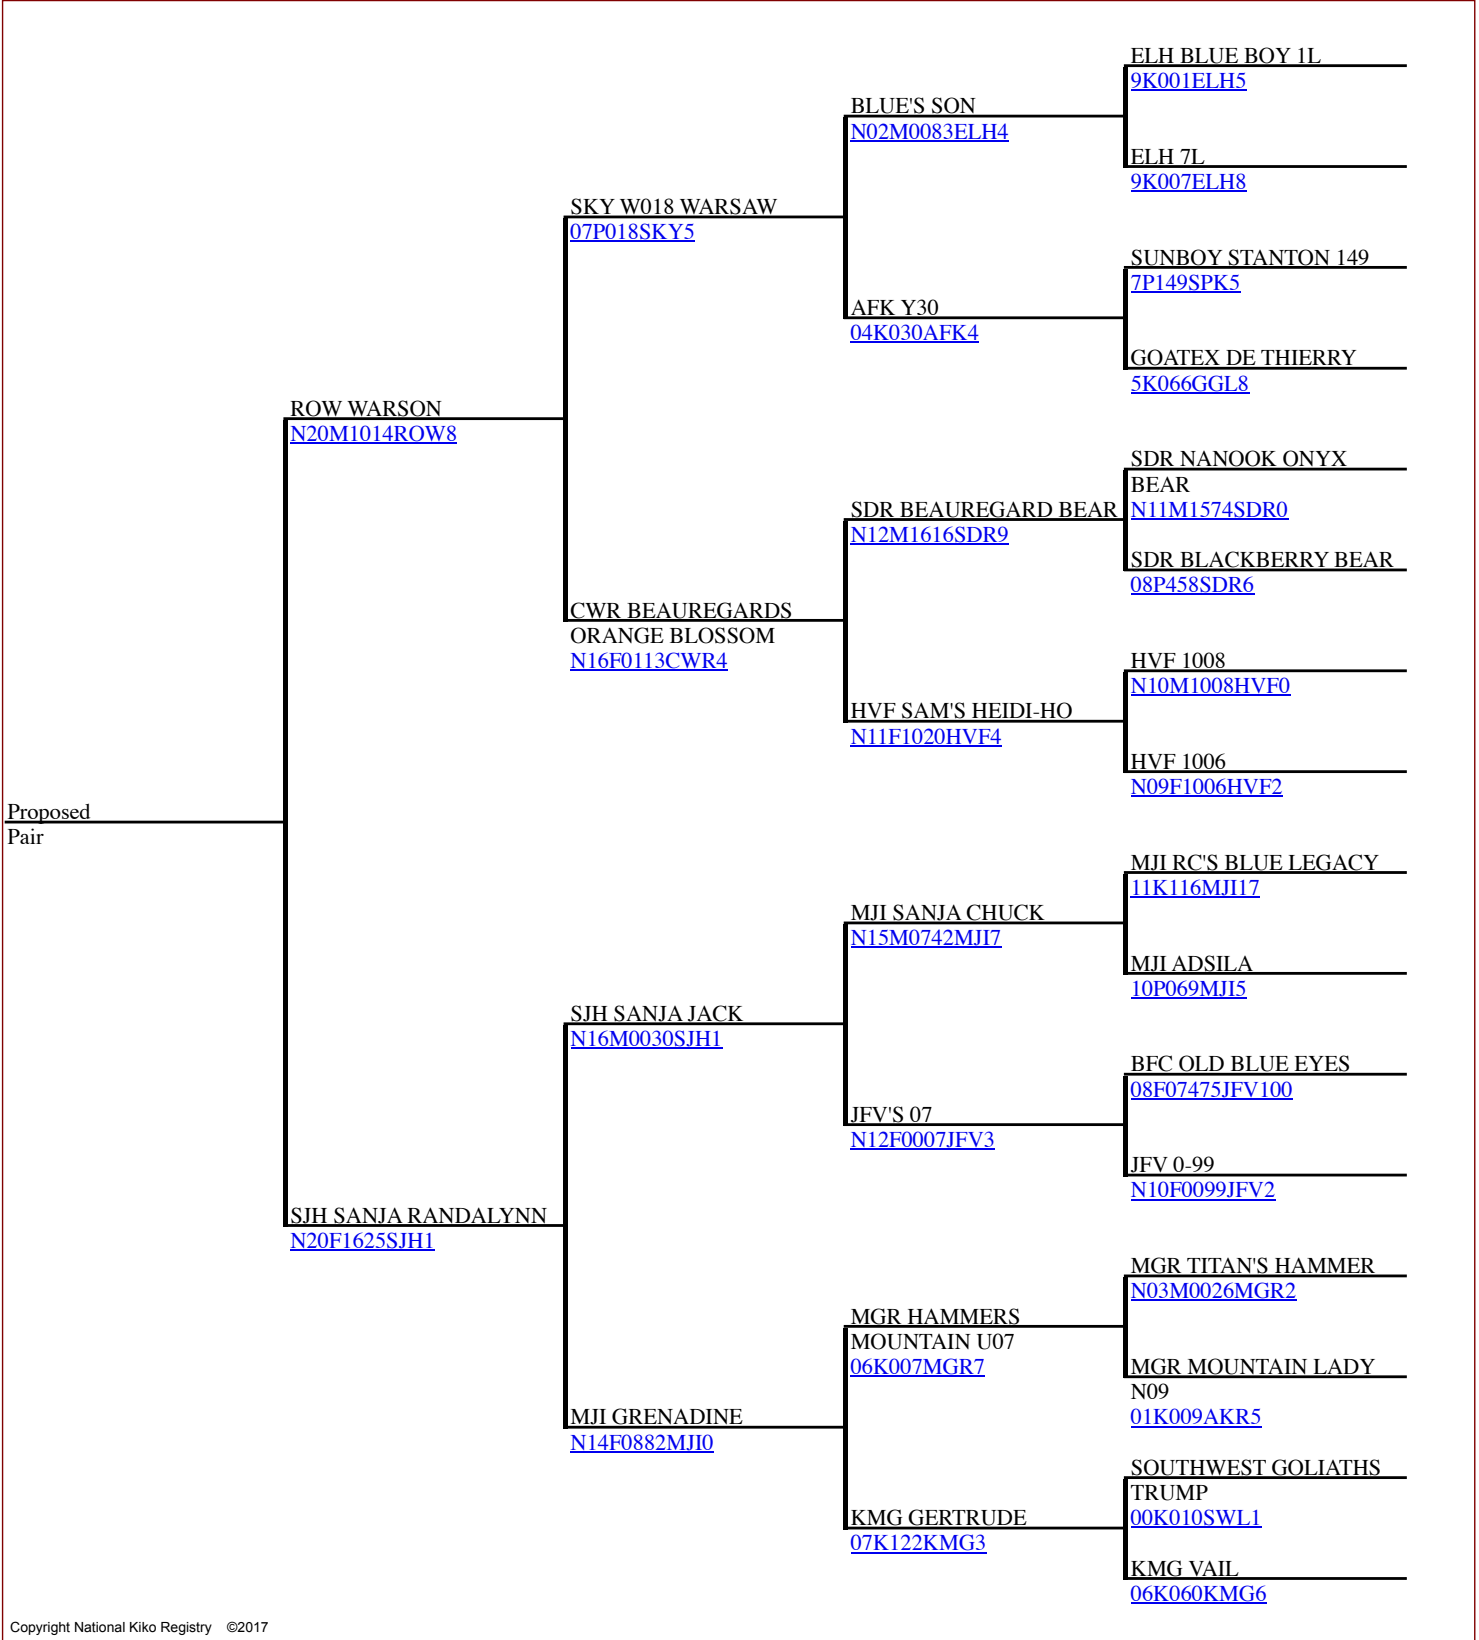 ELH BLUE BOY 1L
9K001ELH5
BLUE'S SON
N02M0083ELH4
ELH 7L
9K007ELH8
SKY W018 WARSAW
07P018SKY5
SUNBOY STANTON 149
7P149SPK5
AFK Y30
04K030AFK4
GOATEX DE THIERRY
5K066GGL8
ROW WARSON
N20M1014ROW8
SDR NANOOK ONYX
BEAR
N11M1574SDR0
SDR BEAUREGARD BEAR
N12M1616SDR9
SDR BLACKBERRY BEAR
08P458SDR6
CWR BEAUREGARDS
ORANGE BLOSSOM
N16F0113CWR4
HVF 1008
N10M1008HVF0
HVF SAM'S HEIDI-HO
N11F1020HVF4
HVF 1006
N09F1006HVF2
Proposed
Pair
MJI RC'S BLUE LEGACY
11K116MJI17
MJI SANJA CHUCK
N15M0742MJI7
MJI ADSILA
10P069MJI5
SJH SANJA JACK
N16M0030SJH1
BFC OLD BLUE EYES
08F07475JFV100
JFV'S 07
N12F0007JFV3
JFV 0-99
N10F0099JFV2
SJH SANJA RANDALYNN
N20F1625SJH1
MGR TITAN'S HAMMER
N03M0026MGR2
MGR HAMMERS
MOUNTAIN U07
06K007MGR7
MGR MOUNTAIN LADY
N09
01K009AKR5
MJI GRENADINE
N14F0882MJI0
SOUTHWEST GOLIATHS
TRUMP
00K010SWL1
KMG GERTRUDE
07K122KMG3
KMG VAIL
06K060KMG6
Copyright National Kiko Registry ©2017